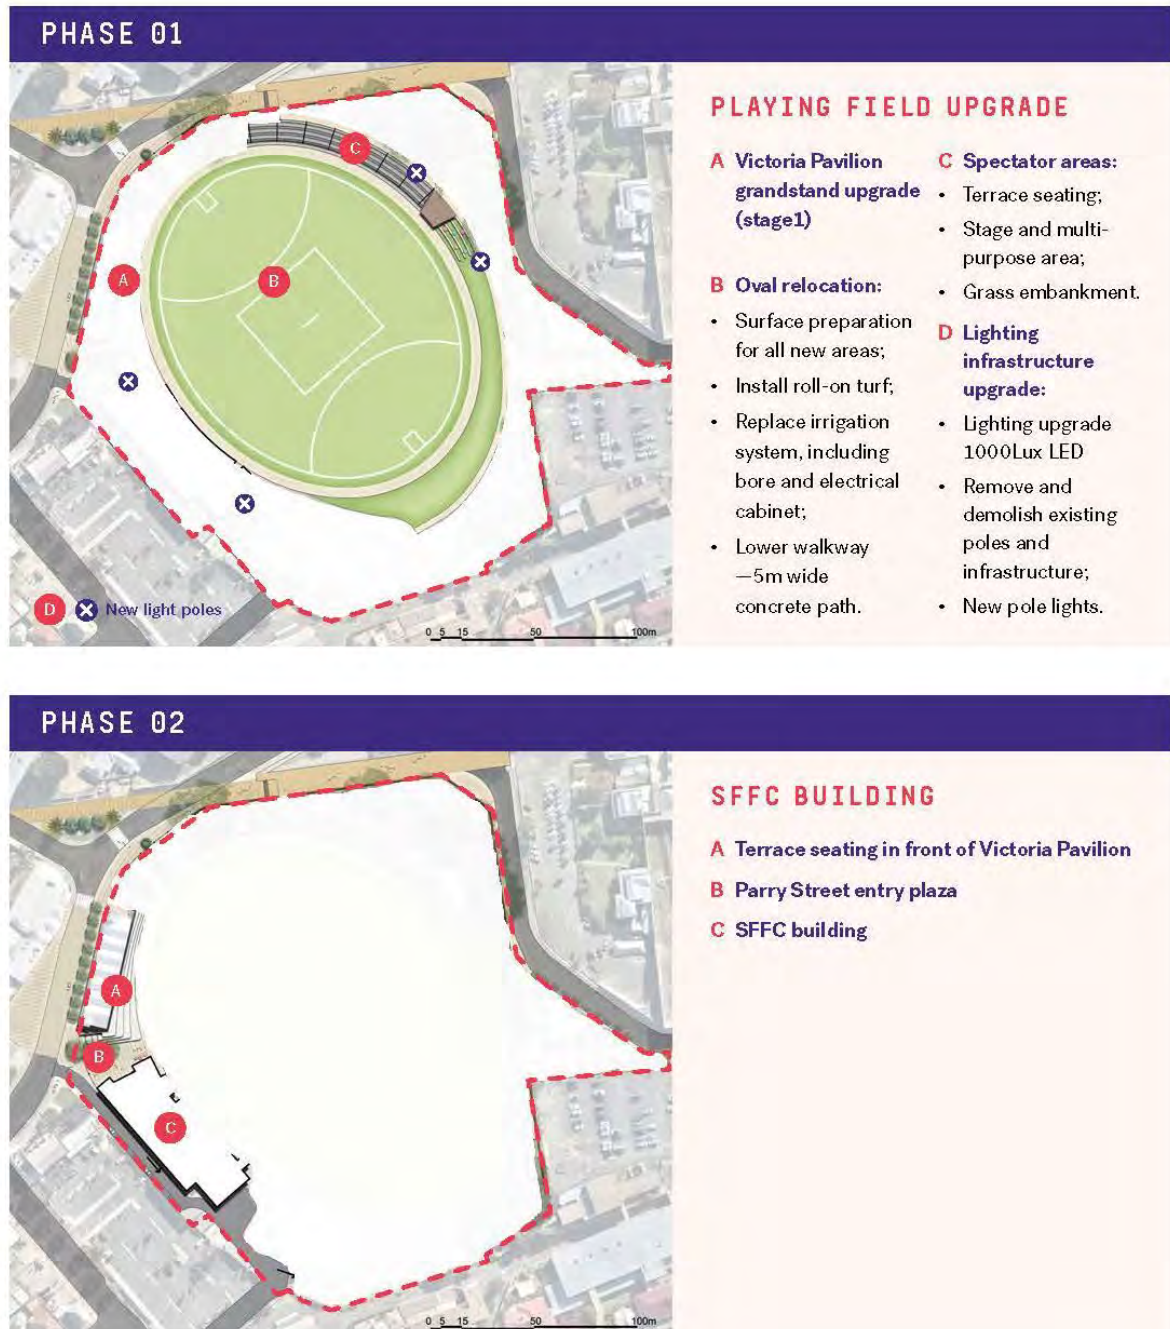 PHASE 01
A
B
C
D
New light poles
0 5 15 50 100m
PLAYING FIELD UPGRADE
A Victoria Pavilion
grandstand upgrade
(stage1)
B Oval relocation:
• Surface preparation
for all new areas;
• Install roll-on turf;
• Replace irrigation
system, including
bore and electrical
cabinet;
• Lower walkway
—5m wide
concrete path.
C Spectator areas:
• Terrace seating;
• Stage and multi-
purpose area;
• Grass embankment.
D Lighting
infrastructure
upgrade:
• Lighting upgrade
1000Lux LED
• Remove and
demolish existing
poles and
infrastructure;
• New pole lights.
PHASE 02
A
B
C
0 5 15 50 100m
SFFC BUILDING
A Terrace seating in front of Victoria Pavilion
B Parry Street entry plaza
C SFFC building